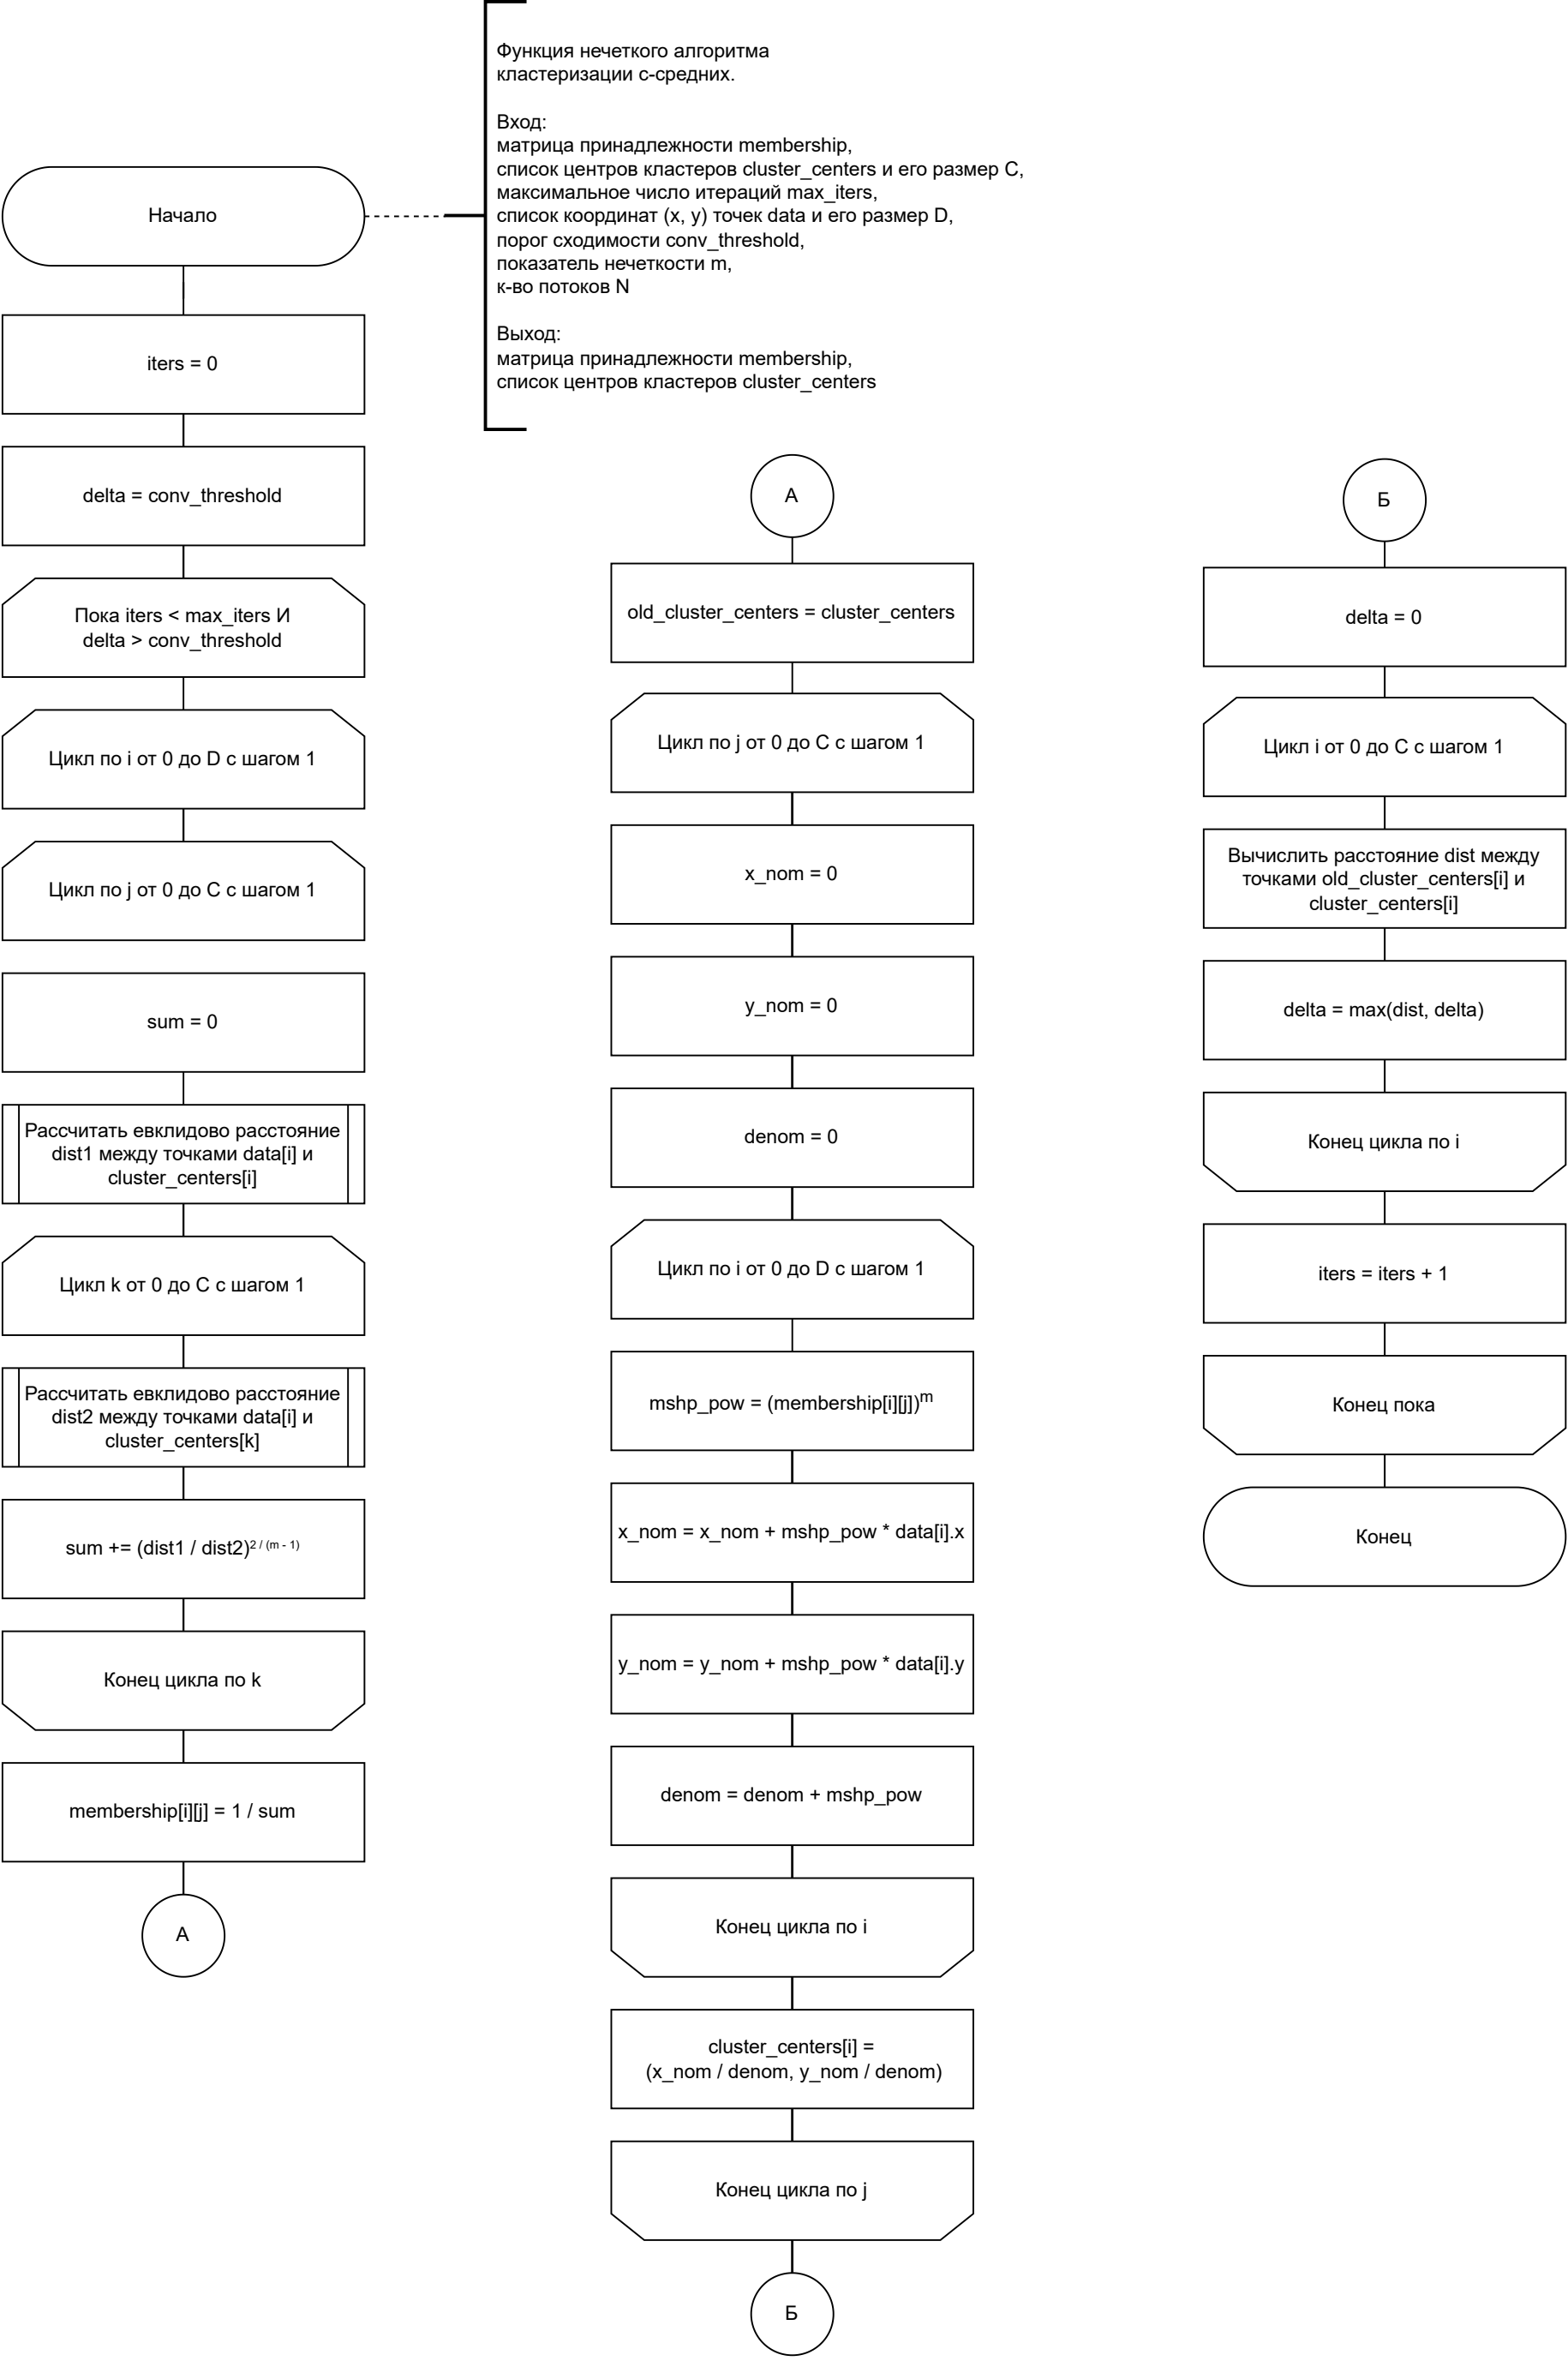 Функция нечеткого алгоритма
кластеризации c-средних.
Вход:
матрица принадлежности membership,
список центров кластеров cluster_centers и его размер C,
максимальное число итераций max_iters,
список координат (x, y) точек data и его размер D,
порог сходимости conv_threshold,
показатель нечеткости m,
к-во потоков N
Выход:
матрица принадлежности membership,
список центров кластеров cluster_centers
Начало
iters = 0
delta = conv_threshold
Пока iters < max_iters И
delta > conv_threshold
Цикл по i от 0 до D с шагом 1
Цикл по j от 0 до C с шагом 1
sum = 0
Рассчитать евклидово расстояние
dist1 между точками data[i] и
cluster_centers[i]
Цикл k от 0 до C с шагом 1
Рассчитать евклидово расстояние
dist2 между точками data[i] и
cluster_centers[k]
sum += (dist1 / dist2)^2 / (m - 1)
Конец цикла по k
membership[i][j] = 1 / sum
А
А
old_cluster_centers = cluster_centers
Цикл по j от 0 до C с шагом 1
x_nom = 0
y_nom = 0
denom = 0
Цикл по i от 0 до D с шагом 1
mshp_pow = (membership[i][j])^m
x_nom = x_nom + mshp_pow * data[i].x
y_nom = y_nom + mshp_pow * data[i].y
denom = denom + mshp_pow
Конец цикла по i
cluster_centers[i] =
(x_nom / denom, y_nom / denom)
Конец цикла по j
Б
Б
delta = 0
Цикл i от 0 до C с шагом 1
Вычислить расстояние dist между
точками old_cluster_centers[i] и
cluster_centers[i]
delta = max(dist, delta)
Конец цикла по i
iters = iters + 1
Конец пока
Конец